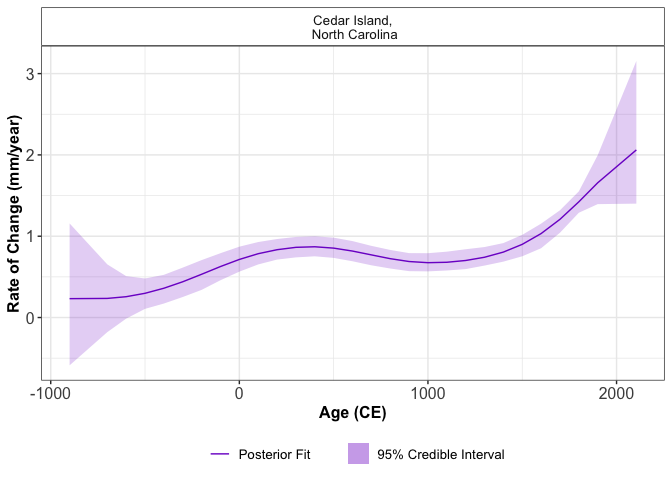 Cedar Island,
North Carolina
Rate of Change (mm/year)
3
2
1
0
-1000
0
1000
2000
Age (CE)
Posterior Fit
95% Credible Interval